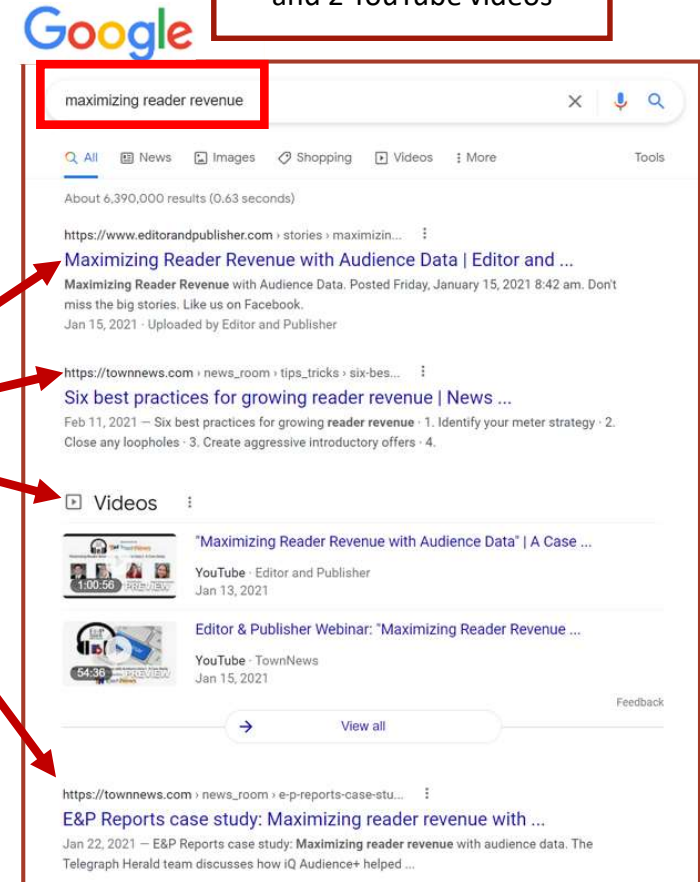 and 2 YouTube videos
Google
maximizing reader revenue
All News Images Shopping Videos More Tools
About 6,390,000 results (0.63 seconds)
https://www.editorandpublisher.com › stories › maximizin...
Maximizing Reader Revenue with Audience Data | Editor and ...
Maximizing Reader Revenue with Audience Data. Posted Friday, January 15, 2021 8:42 am. Don't
miss the big stories. Like us on Facebook.
Jan 15, 2021 · Uploaded by Editor and Publisher
https://townnews.com › news_room › tips_tricks › six-bes...
Six best practices for growing reader revenue | News ...
Feb 11, 2021 — Six best practices for growing reader revenue · 1. Identify your meter strategy · 2.
Close any loopholes · 3. Create aggressive introductory offers · 4.
Videos
"Maximizing Reader Revenue with Audience Data" | A Case ...
YouTube · Editor and Publisher
Jan 13, 2021
1:00:56 PREVIEW
Editor & Publisher Webinar: "Maximizing Reader Revenue ...
YouTube · TownNews
Jan 15, 2021
54:36 PREVIEW
Feedback
→ View all
https://townnews.com › news_room › e-p-reports-case-stu...
E&P Reports case study: Maximizing reader revenue with ...
Jan 22, 2021 — E&P Reports case study: Maximizing reader revenue with audience data. The
Telegraph Herald team discusses how iQ Audience+ helped ...